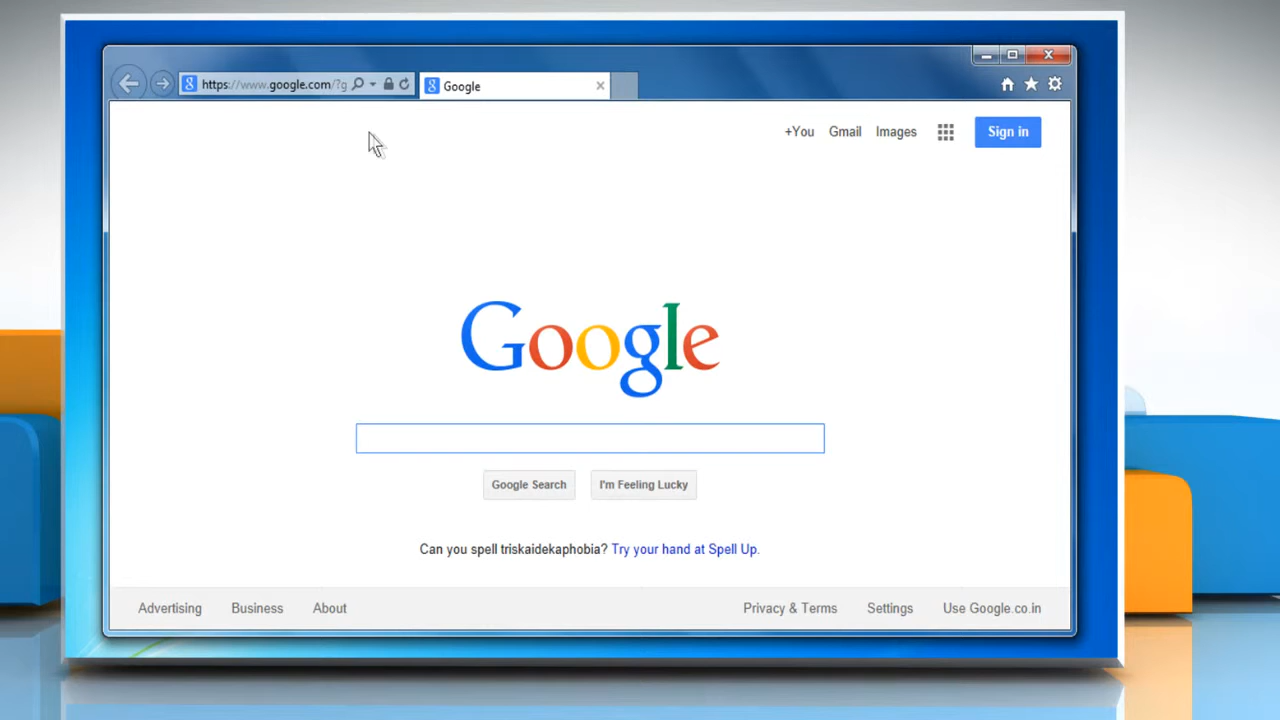 https://www.google.com/?g
Google
+You Gmail Images Sign in
Google
Google Search I'm Feeling Lucky
Can you spell triskaidekaphobia? Try your hand at Spell Up.
Advertising Business About Privacy & Terms Settings Use Google.co.in